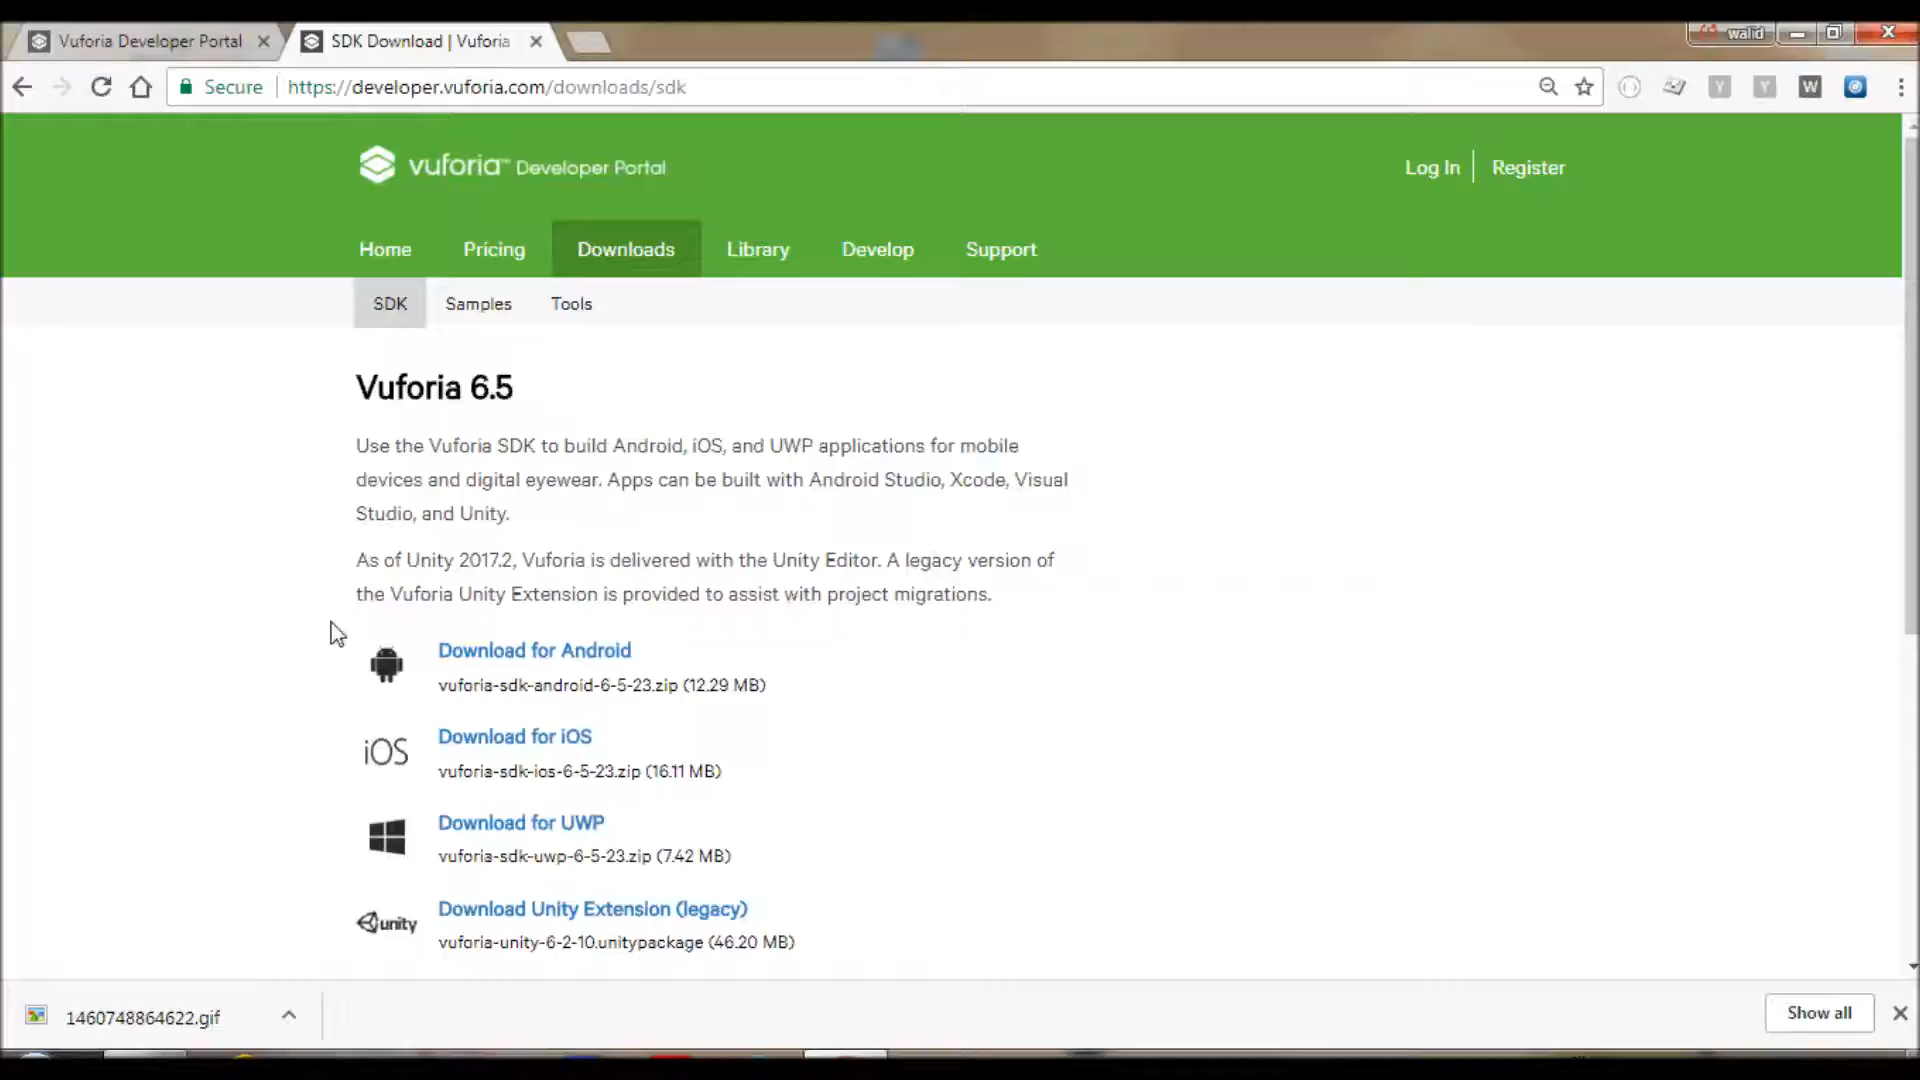 Vuforia Developer Portal
SDK Download | Vuforia
walid
Secure
https://developer.vuforia.com/downloads/sdk
Y
Y
W
vuforia™ Developer Portal
Log In
Register
Home
Pricing
Downloads
Library
Develop
Support
SDK
Samples
Tools
Vuforia 6.5
Use the Vuforia SDK to build Android, iOS, and UWP applications for mobile
devices and digital eyewear. Apps can be built with Android Studio, Xcode, Visual
Studio, and Unity.
As of Unity 2017.2, Vuforia is delivered with the Unity Editor. A legacy version of
the Vuforia Unity Extension is provided to assist with project migrations.
Download for Android
vuforia-sdk-android-6-5-23.zip (12.29 MB)
iOS
Download for iOS
vuforia-sdk-ios-6-5-23.zip (16.11 MB)
Download for UWP
vuforia-sdk-uwp-6-5-23.zip (7.42 MB)
unity
Download Unity Extension (legacy)
vuforia-unity-6-2-10.unitypackage (46.20 MB)
1460748864622.gif
Show all